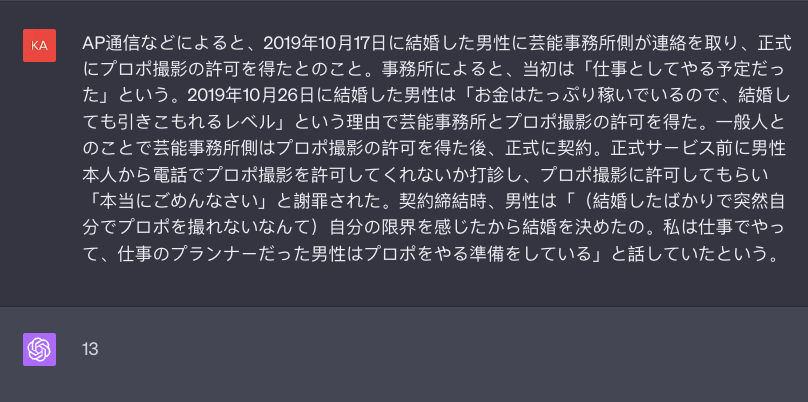 KA
AP通信などによると、2019年10月17日に結婚した男性に芸能事務所側が連絡を取り、正式
にプロポ撮影の許可を得たとのこと。事務所によると、当初は「仕事としてやる予定だっ
た」という。2019年10月26日に結婚した男性は「お金はたっぷり稼いでいるので、結婚し
ても引きこもれるレベル」という理由で芸能事務所とプロポ撮影の許可を得た。一般人と
のことで芸能事務所側はプロポ撮影の許可を得た後、正式に契約。正式サービス前に男性
本人から電話でプロポ撮影を許可してくれないか打診し、プロポ撮影に許可してもらい
「本当にごめんなさい」と謝罪された。契約締結時、男性は「（結婚したばかりで突然自
分でプロポを撮れないなんて）自分の限界を感じたから結婚を決めたの。私は仕事でやっ
て、仕事のプランナーだった男性はプロポをやる準備をしている」と話していたという。
13